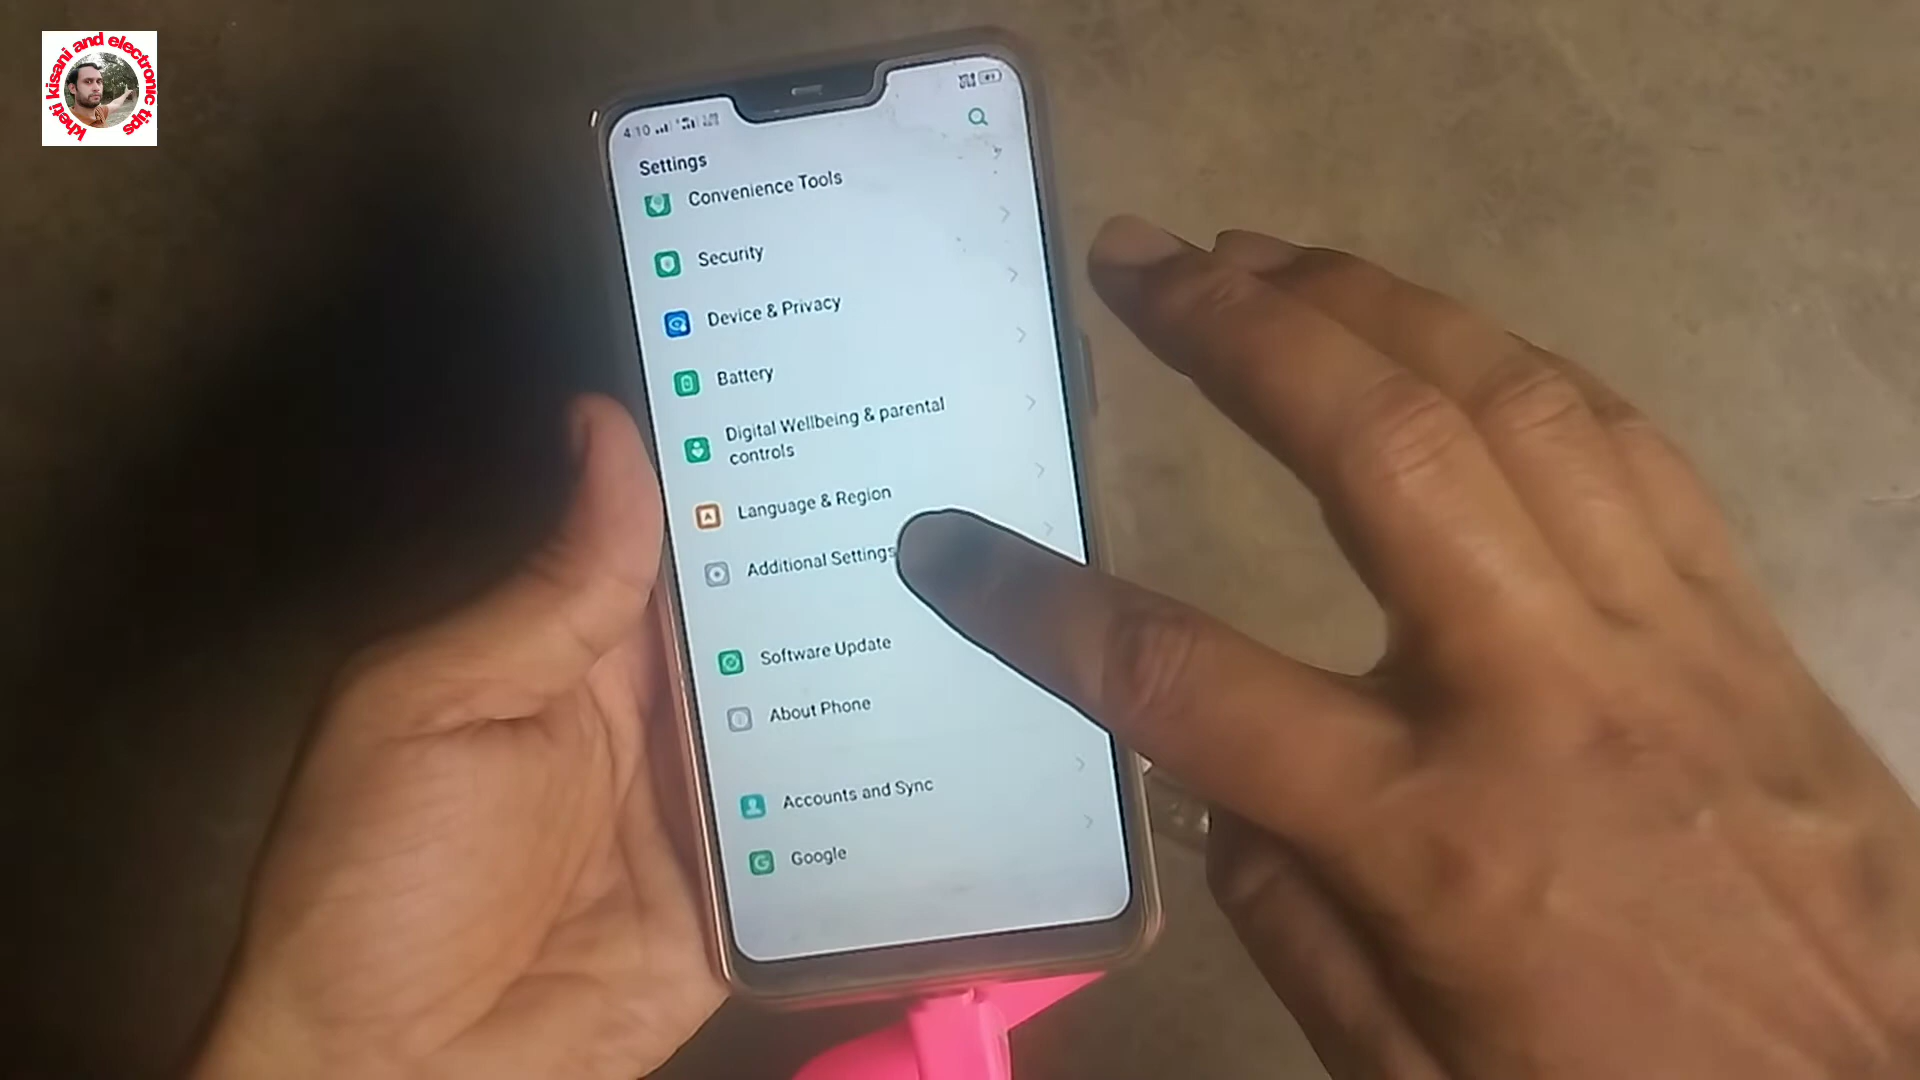 kheti kisani and electronic tips
4:10
Settings
Convenience Tools
Security
Device & Privacy
Battery
Digital Wellbeing & parental
controls
Language & Region
Additional Settings
Software Update
About Phone
Accounts and Sync
Google